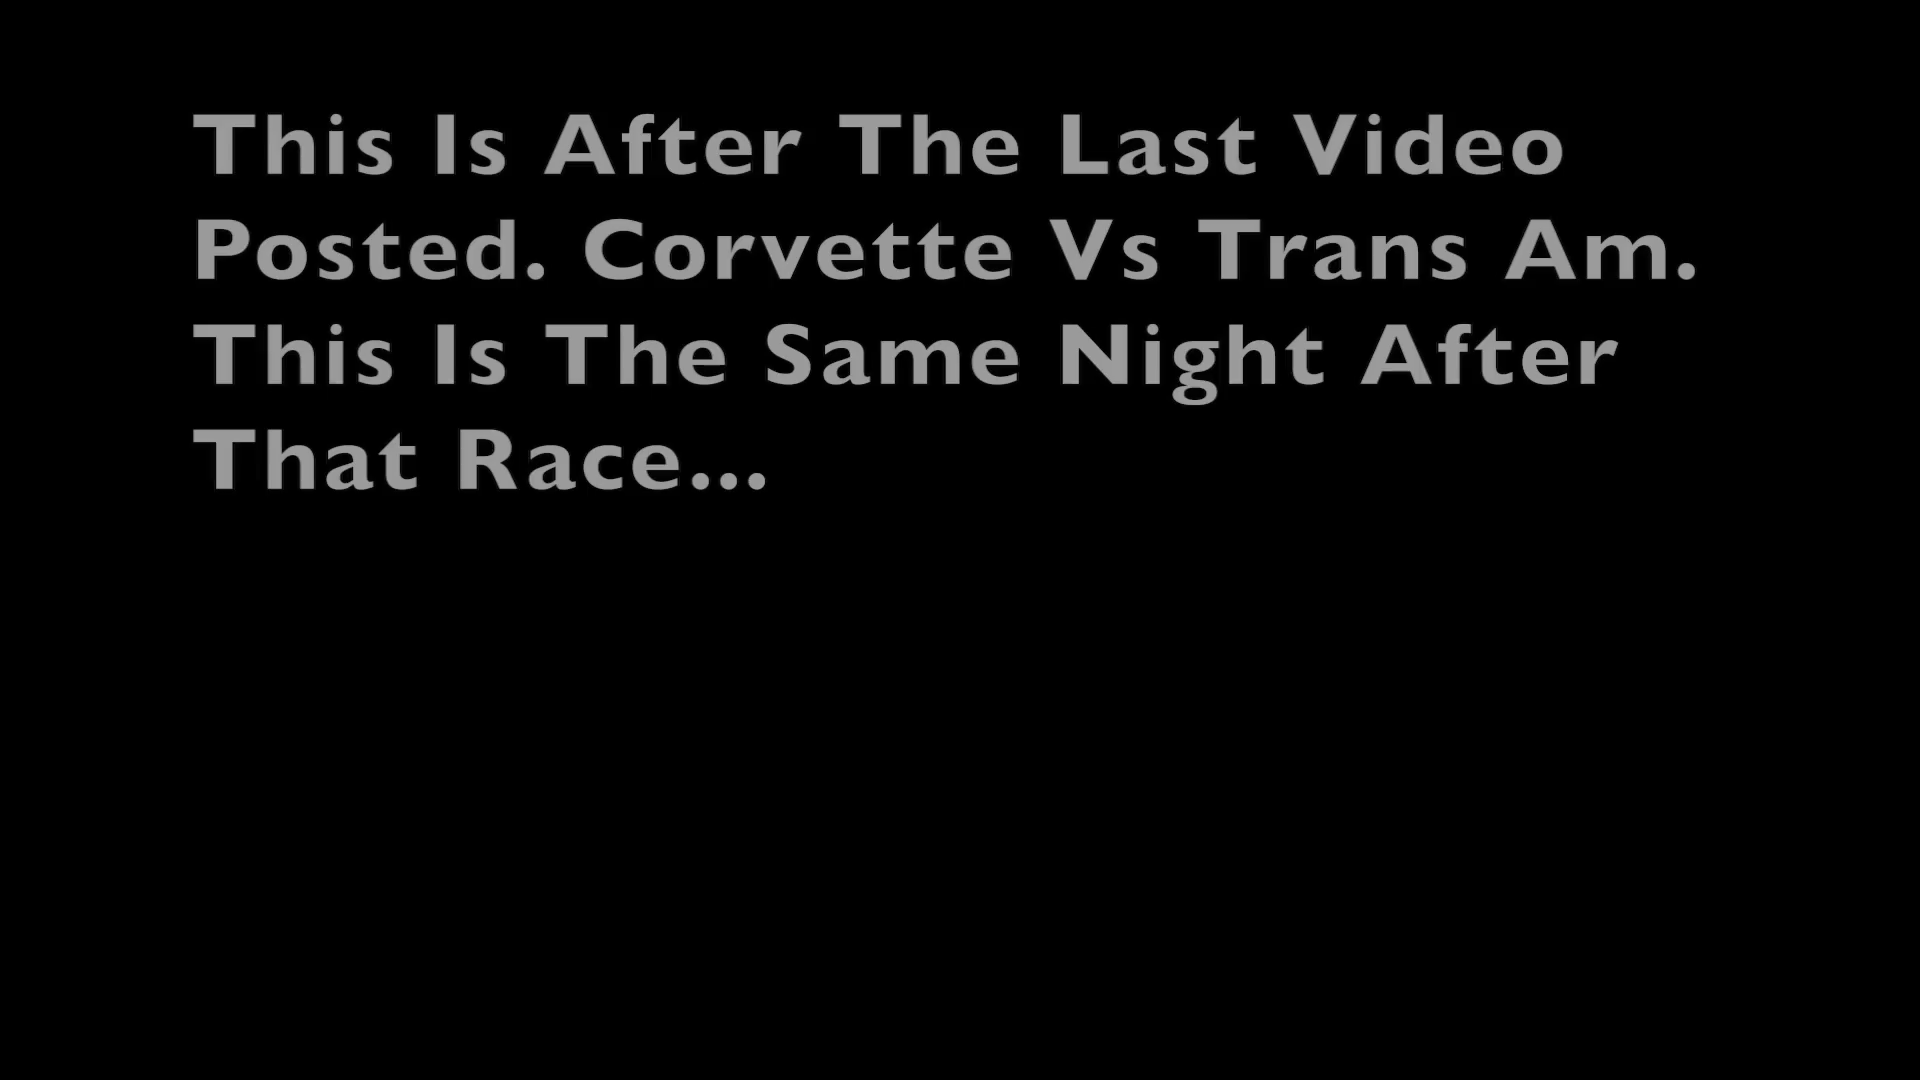 This Is After The Last Video
Posted. Corvette Vs Trans Am.
This Is The Same Night After
That Race...